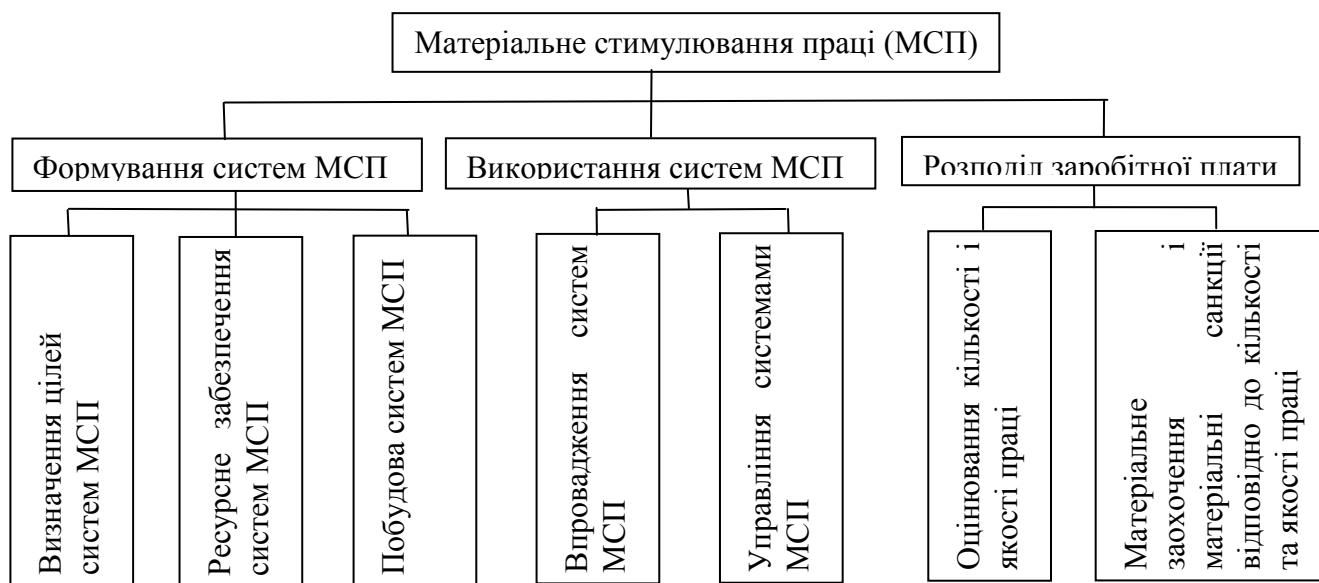 Матеріальне стимулювання праці (МСП)
Формування систем МСП
Використання систем МСП
Розподіл заробітної плати
Визначення цілей
систем МСП
Ресурсне забезпечення
систем МСП
Побудова систем МСП
Впровадження систем
МСП
Управління системами
МСП
Оцінювання кількості і
якості праці
Матеріальне і
заохочення
матеріальні санкції
відповідно до кількості
та якості праці